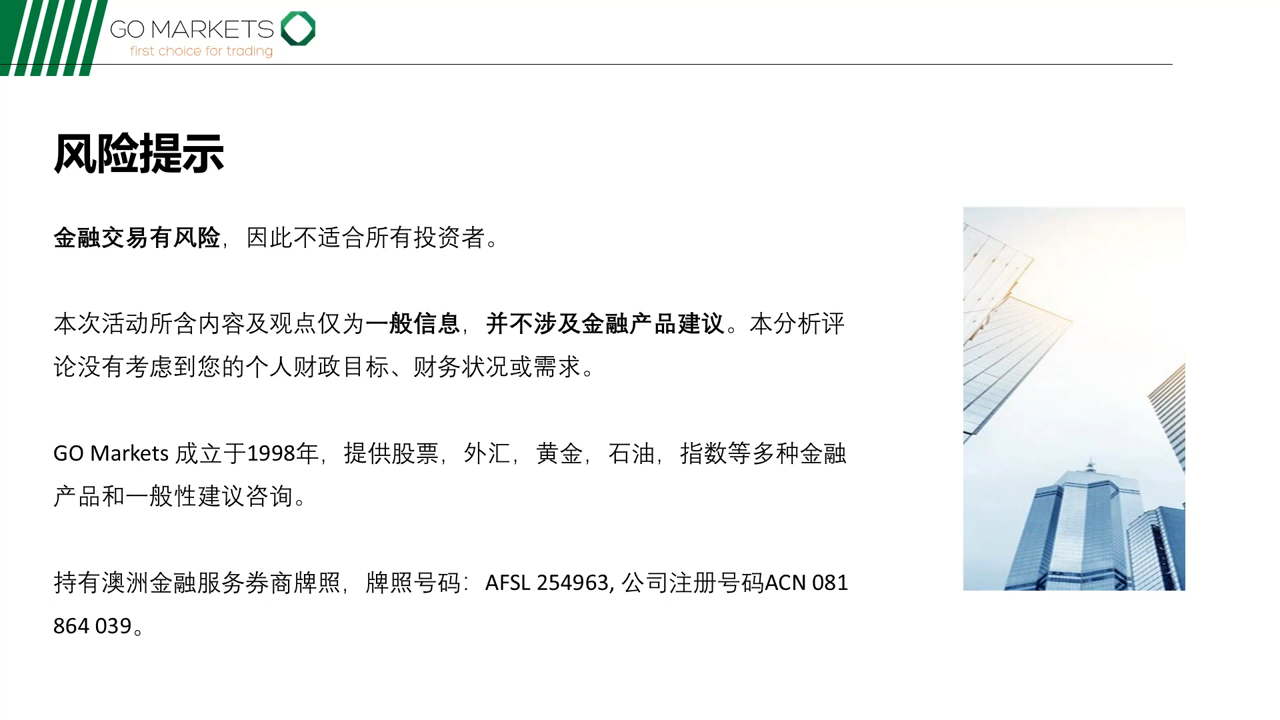 GO MARKETS
first choice for trading
风险提示
金融交易有风险，因此不适合所有投资者。
本次活动所含内容及观点仅为一般信息，并不涉及金融产品建议。本分析评
论没有考虑到您的个人财政目标、财务状况或需求。
GO Markets 成立于1998年，提供股票，外汇，黄金，石油，指数等多种金融
产品和一般性建议咨询。
持有澳洲金融服务券商牌照，牌照号码：AFSL 254963, 公司注册号码ACN 081
864 039。